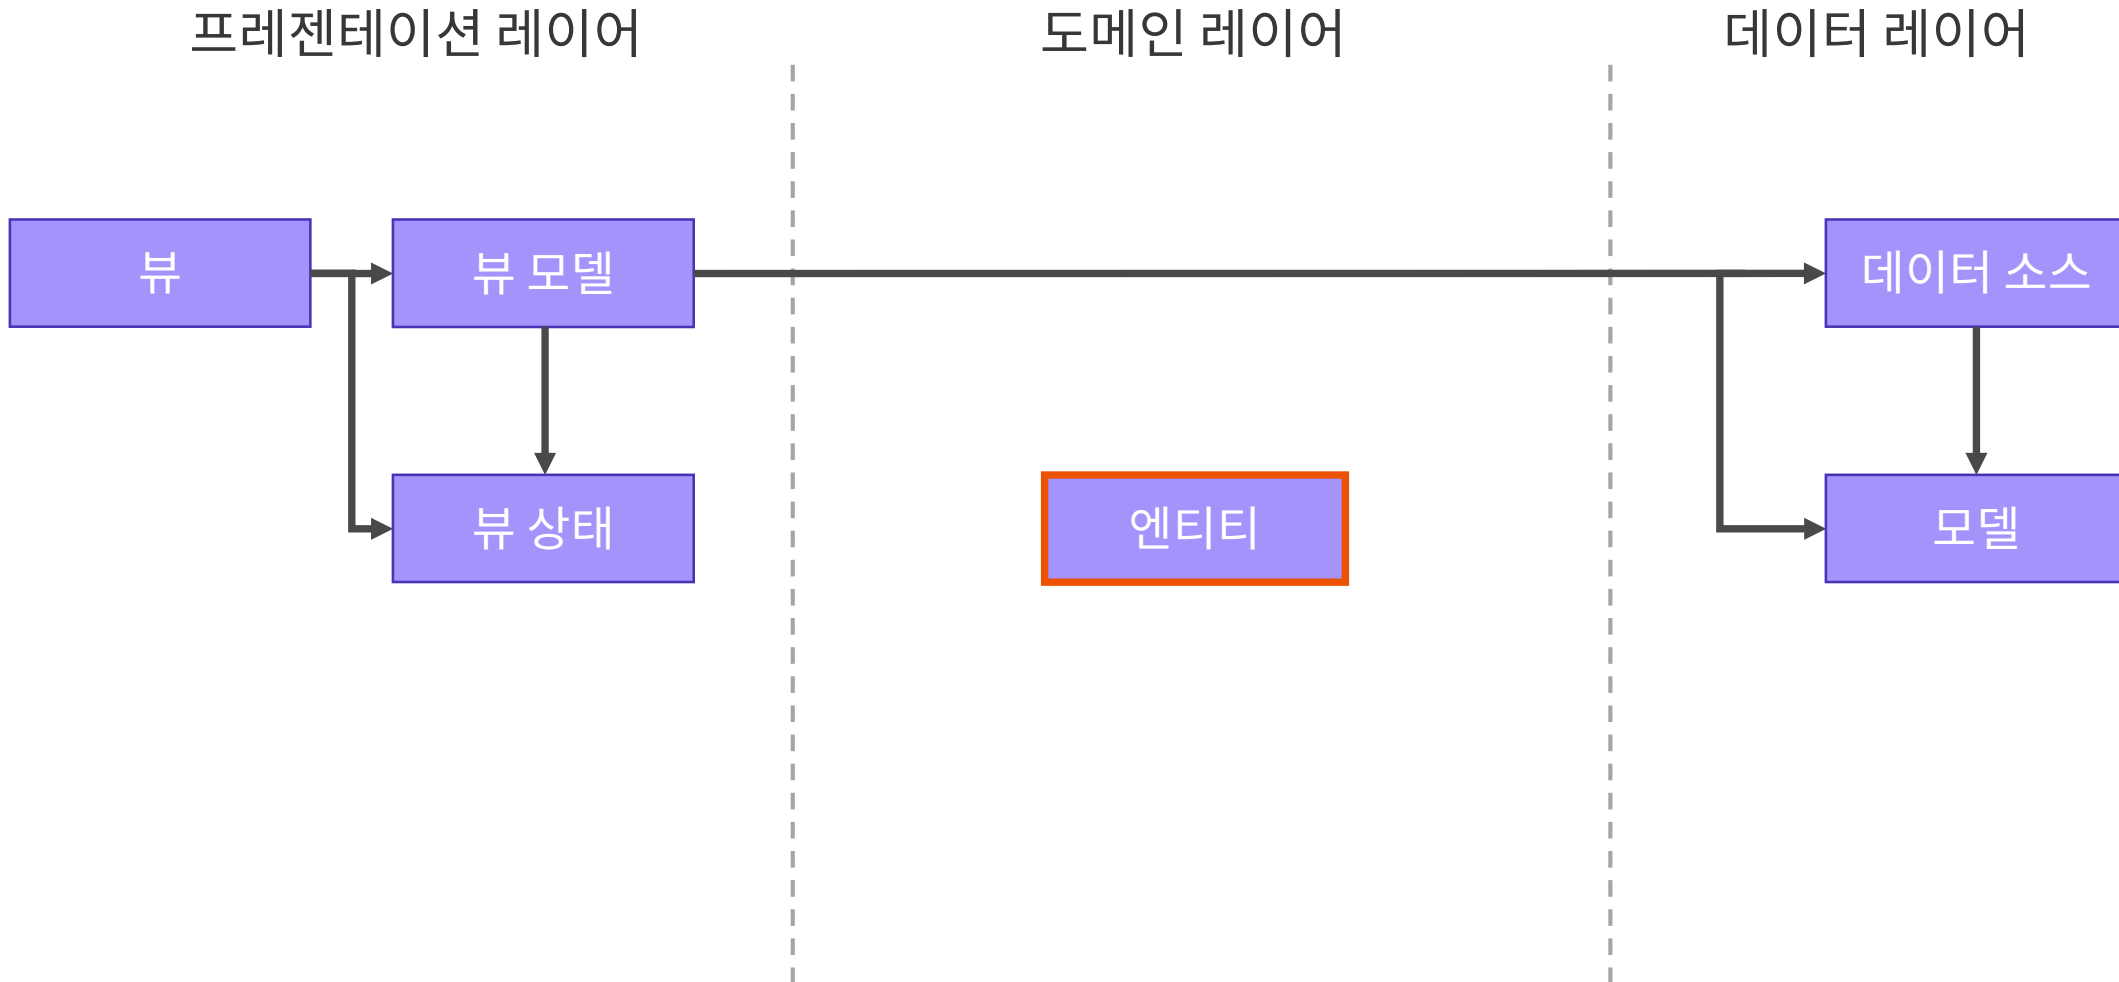 프레젠테이션 레이어
도메인 레이어
데이터 레이어
뷰
뷰 모델
데이터 소스
뷰 상태
엔티티
모델